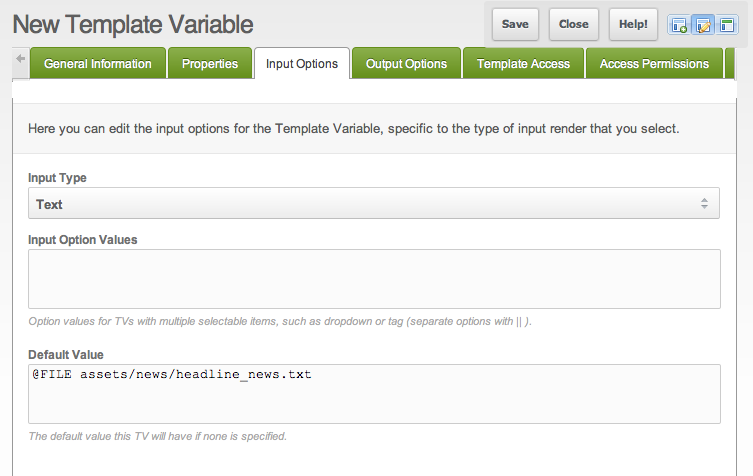 New Template Variable
Save Close Help!
General Information Properties Input Options Output Options Template Access Access Permissions
Here you can edit the input options for the Template Variable, specific to the type of input render that you select.
Input Type
Text
Input Option Values
Option values for TVs with multiple selectable items, such as dropdown or tag (separate options with || ).
Default Value
@FILE assets/news/headline_news.txt
The default value this TV will have if none is specified.